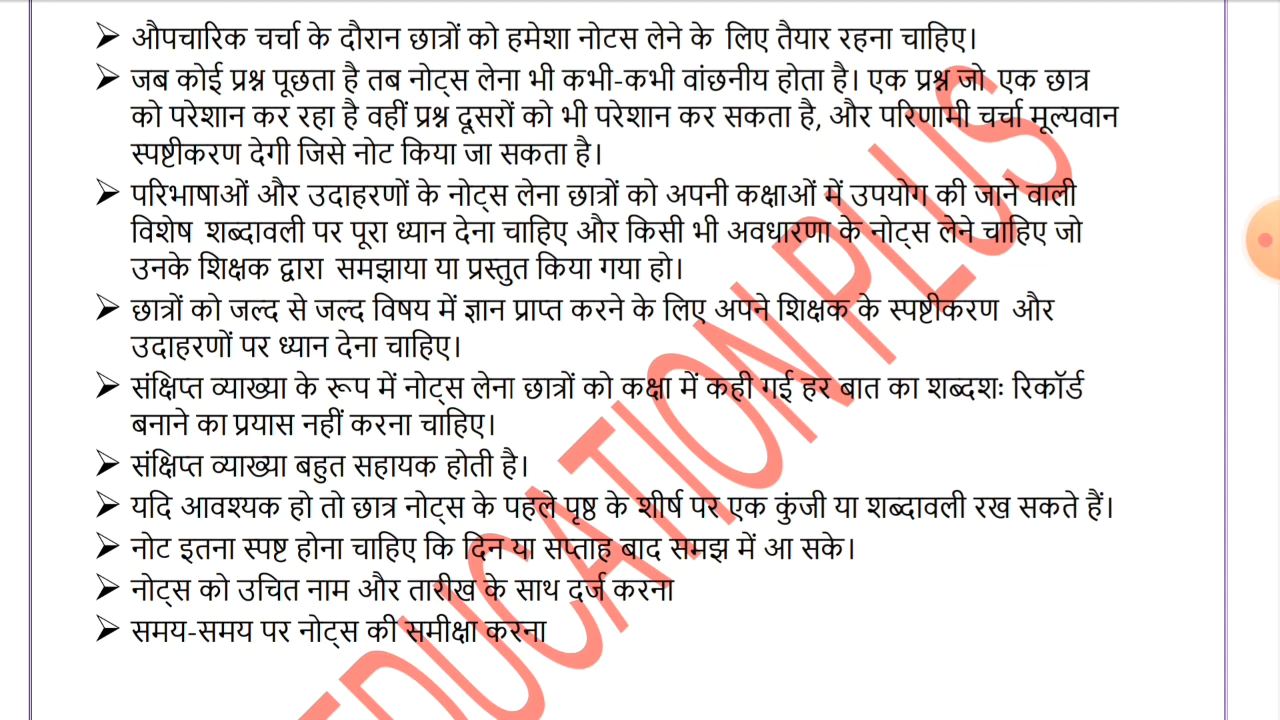 ➢ औपचारिक चर्चा के दौरान छात्रों को हमेशा नोटस लेने के लिए तैयार रहना चाहिए।
➢ जब कोई प्रश्न पूछता है तब नोट्स लेना भी कभी-कभी वांछनीय होता है। एक प्रश्न जो एक छात्र
को परेशान कर रहा है वहीं प्रश्न दूसरों को भी परेशान कर सकता है, और परिणामी चर्चा मूल्यवान
स्पष्टीकरण देगी जिसे नोट किया जा सकता है।
➢ परिभाषाओं और उदाहरणों के नोट्स लेना छात्रों को अपनी कक्षाओं में उपयोग की जाने वाली
विशेष शब्दावली पर पूरा ध्यान देना चाहिए और किसी भी अवधारणा के नोट्स लेने चाहिए जो
उनके शिक्षक द्वारा समझाया या प्रस्तुत किया गया हो।
➢ छात्रों को जल्द से जल्द विषय में ज्ञान प्राप्त करने के लिए अपने शिक्षक के स्पष्टीकरण और
उदाहरणों पर ध्यान देना चाहिए।
➢ संक्षिप्त व्याख्या के रूप में नोट्स लेना छात्रों को कक्षा में कही गई हर बात का शब्दशः रिकॉर्ड
बनाने का प्रयास नहीं करना चाहिए।
➢ संक्षिप्त व्याख्या बहुत सहायक होती है।
➢ यदि आवश्यक हो तो छात्र नोट्स के पहले पृष्ठ के शीर्ष पर एक कुंजी या शब्दावली रख सकते हैं।
➢ नोट इतना स्पष्ट होना चाहिए कि दिन या सप्ताह बाद समझ में आ सके।
➢ नोट्स को उचित नाम और तारीख के साथ दर्ज करना
➢ समय-समय पर नोट्स की समीक्षा करना
EDUCATION PLUS